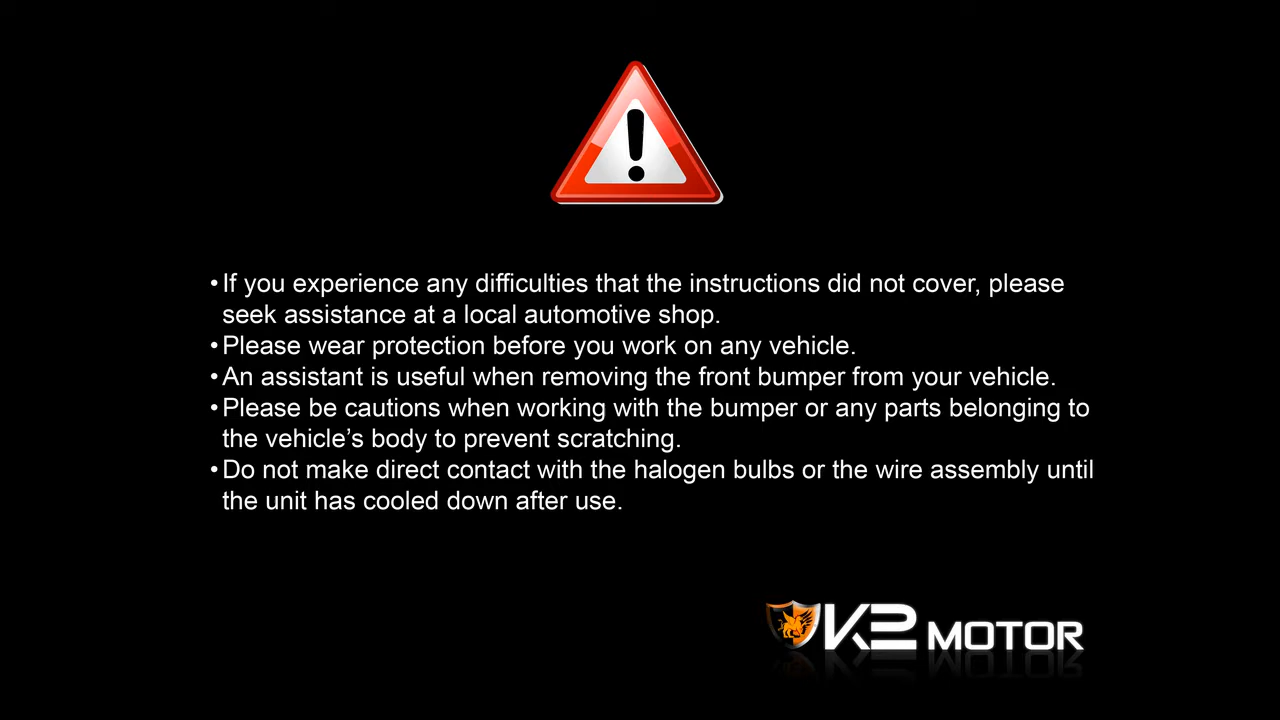 !
•If you experience any difficulties that the instructions did not cover, please
seek assistance at a local automotive shop.
•Please wear protection before you work on any vehicle.
•An assistant is useful when removing the front bumper from your vehicle.
•Please be cautions when working with the bumper or any parts belonging to
the vehicle’s body to prevent scratching.
•Do not make direct contact with the halogen bulbs or the wire assembly until
the unit has cooled down after use.
K2 MOTOR